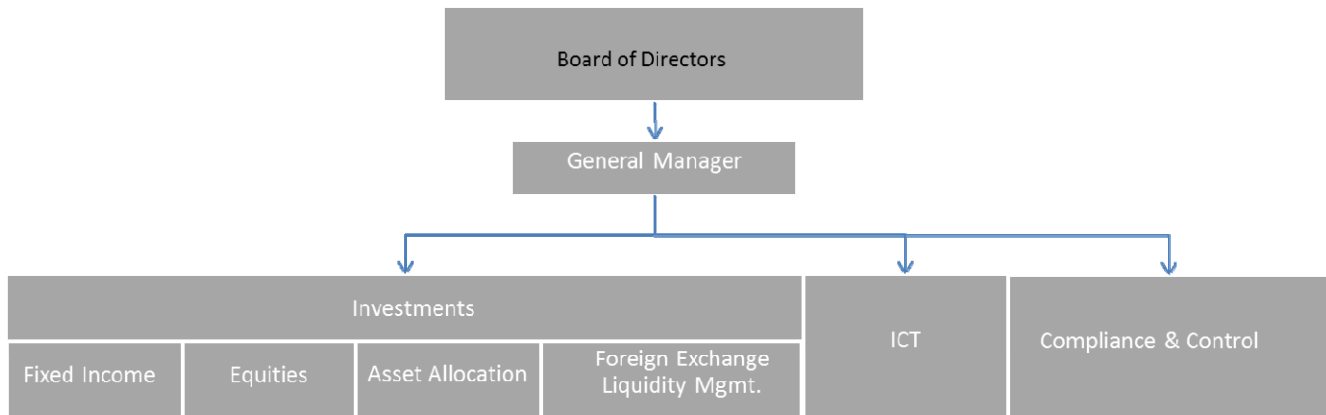 Board of Directors
General Manager
Investments
ICT
Compliance & Control
Fixed Income
Equities
Asset Allocation
Foreign Exchange
Liquidity Mgmt.